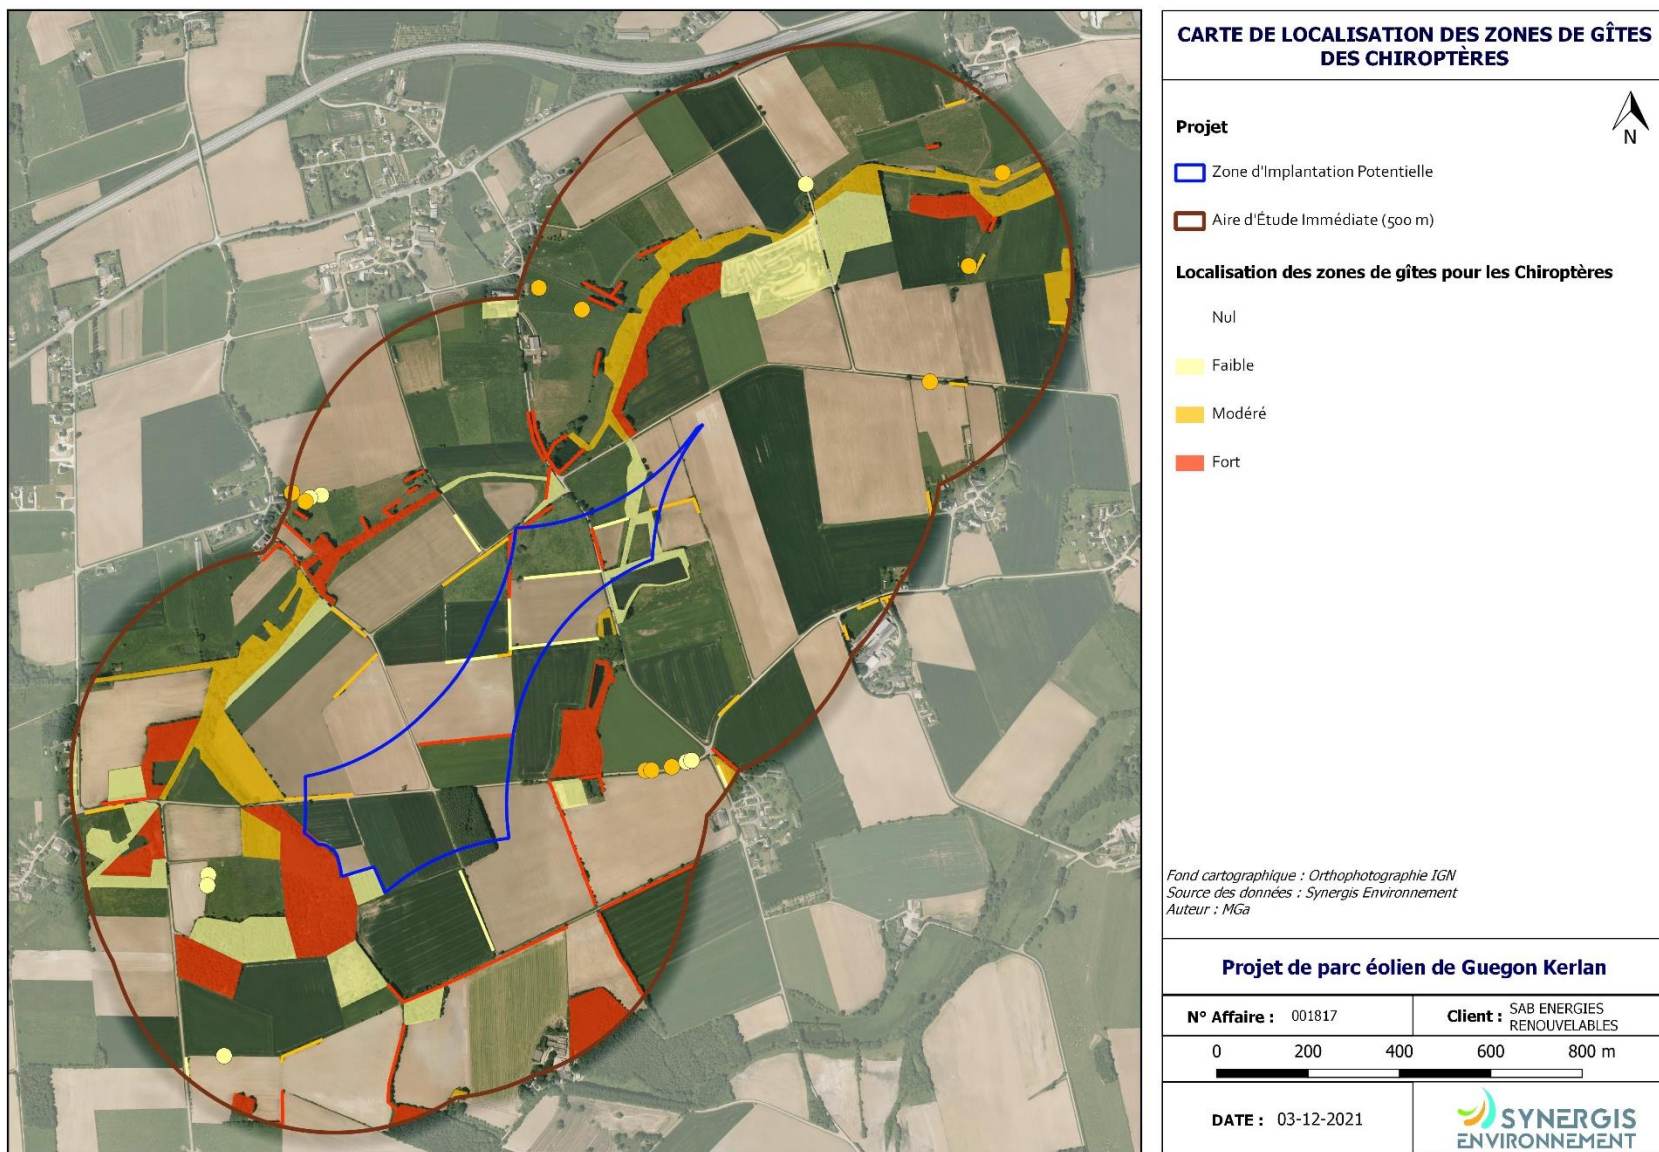 CARTE DE LOCALISATION DES ZONES DE GÎTES
DES CHIROPTÈRES
N
Projet
Zone d'Implantation Potentielle
Aire d'Étude Immédiate (500 m)
Localisation des zones de gîtes pour les Chiroptères
Nul
Faible
Modéré
Fort
Fond cartographique : Orthophotographie IGN
Source des données : Synergis Environnement
Auteur : MGa
Projet de parc éolien de Guegon Kerlan
N° Affaire : 001817
Client : SAB ENERGIES
RENOUVELABLES
0 200 400 600 800 m
DATE : 03-12-2021
SYNERGIS
ENVIRONNEMENT